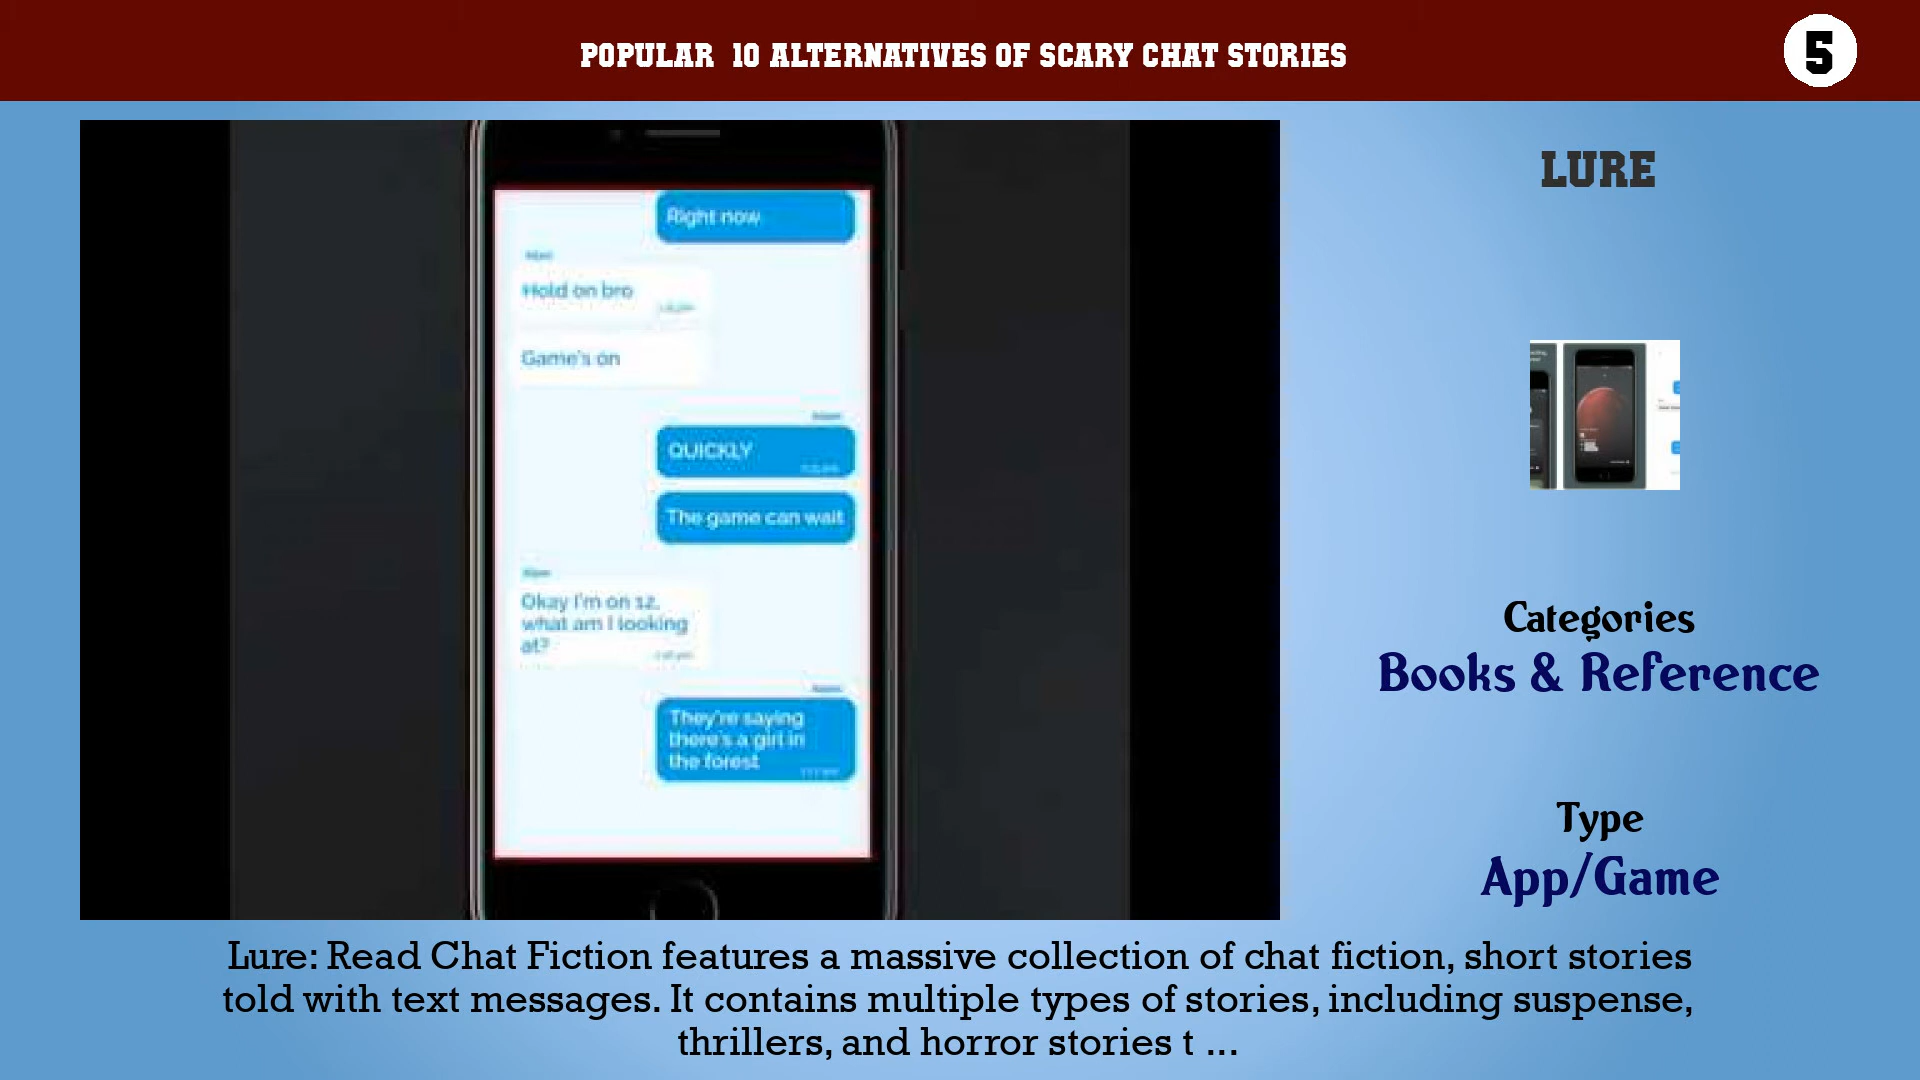 POPULAR 10 ALTERNATIVES OF SCARY CHAT STORIES
5
Right now
Hold on bro
Game's on
QUICKLY
The game can wait
Okay I'm on 12,
what am I looking
at?
They're saying
there's a girl in
the forest
LURE
Categories
Books & Reference
Type
App/Game
Lure: Read Chat Fiction features a massive collection of chat fiction, short stories
told with text messages. It contains multiple types of stories, including suspense,
thrillers, and horror stories t ...